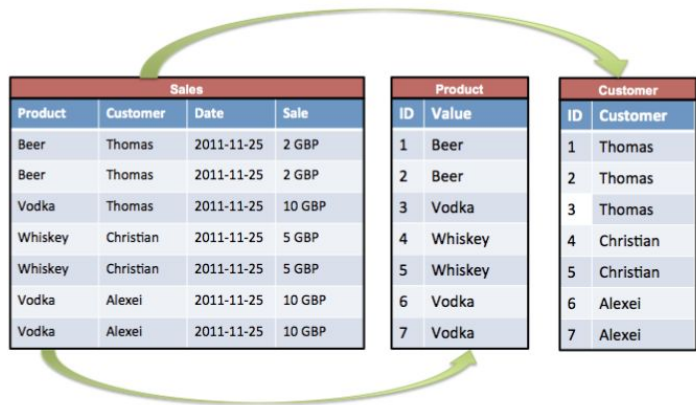 Sales
Product Customer Date Sale
Beer Thomas 2011-11-25 2 GBP
Beer Thomas 2011-11-25 2 GBP
Vodka Thomas 2011-11-25 10 GBP
Whiskey Christian 2011-11-25 5 GBP
Whiskey Christian 2011-11-25 5 GBP
Vodka Alexei 2011-11-25 10 GBP
Vodka Alexei 2011-11-25 10 GBP
Product
ID Value
1 Beer
2 Beer
3 Vodka
4 Whiskey
5 Whiskey
6 Vodka
7 Vodka
Customer
ID Customer
1 Thomas
2 Thomas
3 Thomas
4 Christian
5 Christian
6 Alexei
7 Alexei